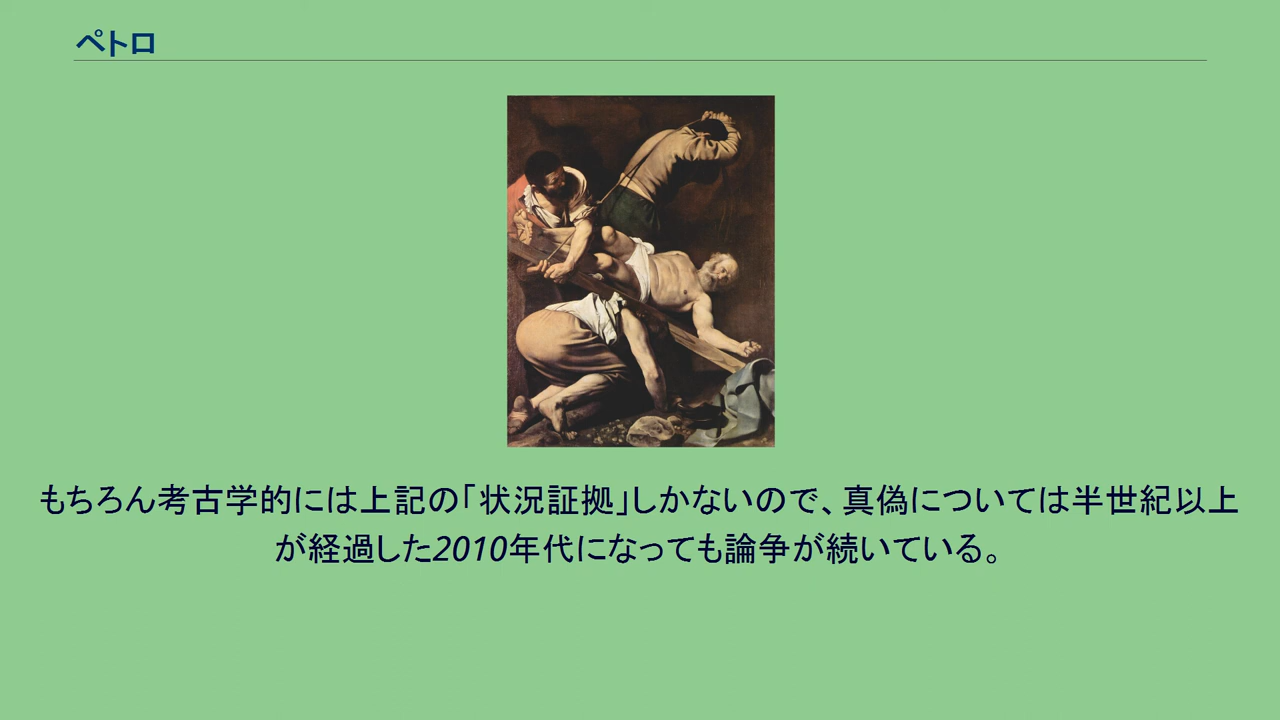 ペトロ
もちろん考古学的には上記の「状況証拠」しかないので、真偽については半世紀以上
が経過した2010年代になっても論争が続いている。